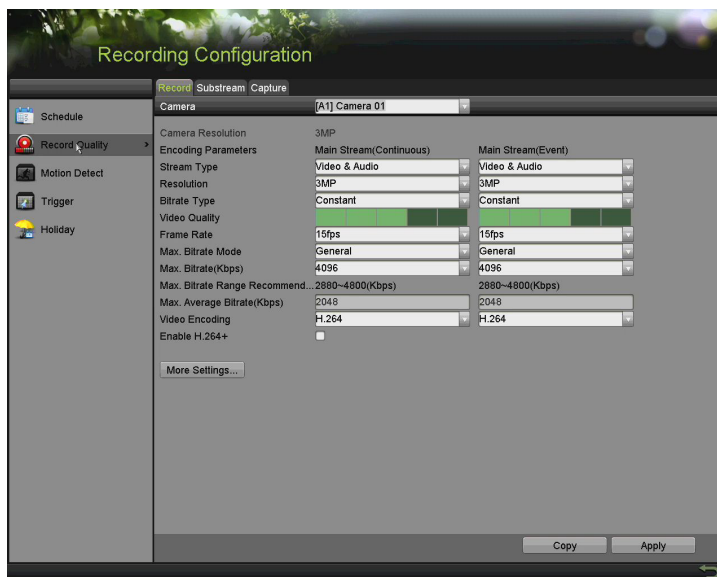 Recording Configuration
Record Substream Capture
Camera [A1] Camera 01
Schedule
Record Quality >
Motion Detect
Trigger
Holiday
Camera Resolution 3MP
Encoding Parameters Main Stream(Continuous) Main Stream(Event)
Stream Type Video & Audio Video & Audio
Resolution 3MP 3MP
Bitrate Type Constant Constant
Video Quality
Frame Rate 15fps 15fps
Max. Bitrate Mode General General
Max. Bitrate(Kbps) 4096 4096
Max. Bitrate Range Recommend... 2880~4800(Kbps) 2880~4800(Kbps)
Max. Average Bitrate(Kbps) 2048 2048
Video Encoding H.264 H.264
Enable H.264+
More Settings...
Copy Apply